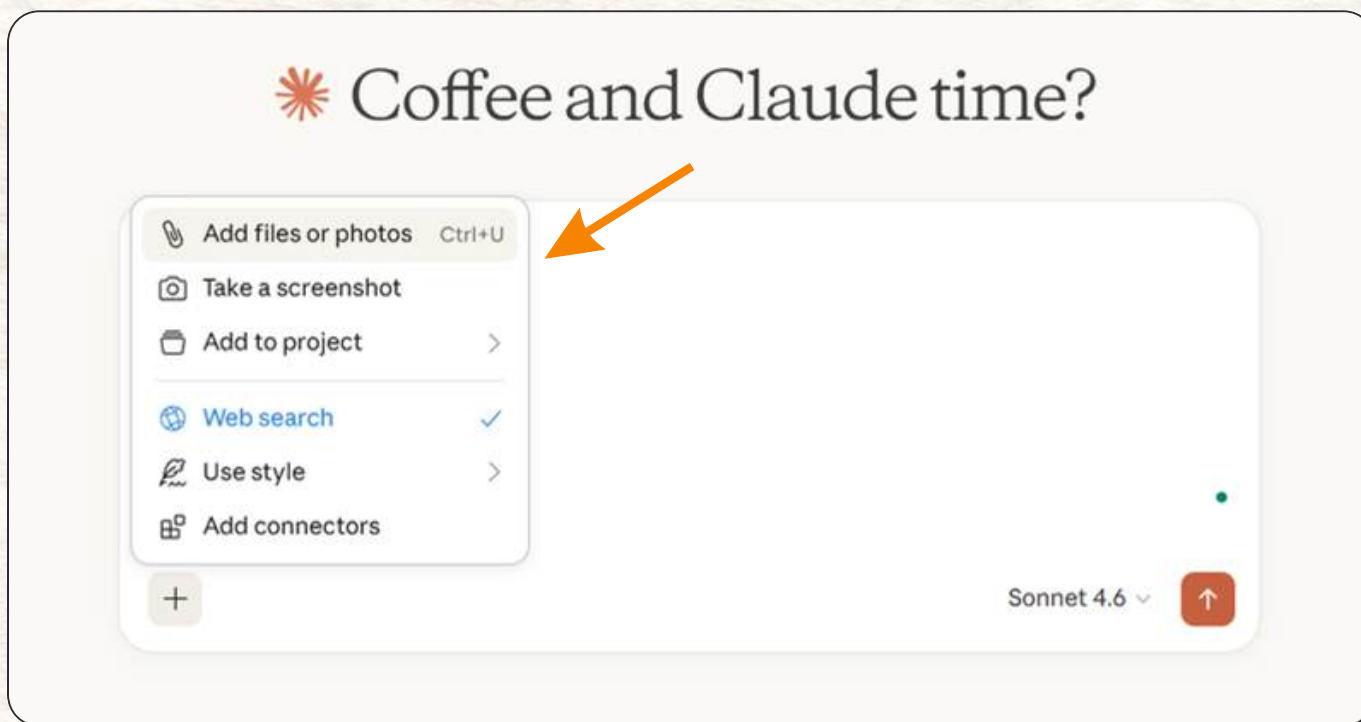 Coffee and Claude time?
Add files or photos Ctrl+U
Take a screenshot
Add to project
Web search
Use style
Add connectors
Sonnet 4.6